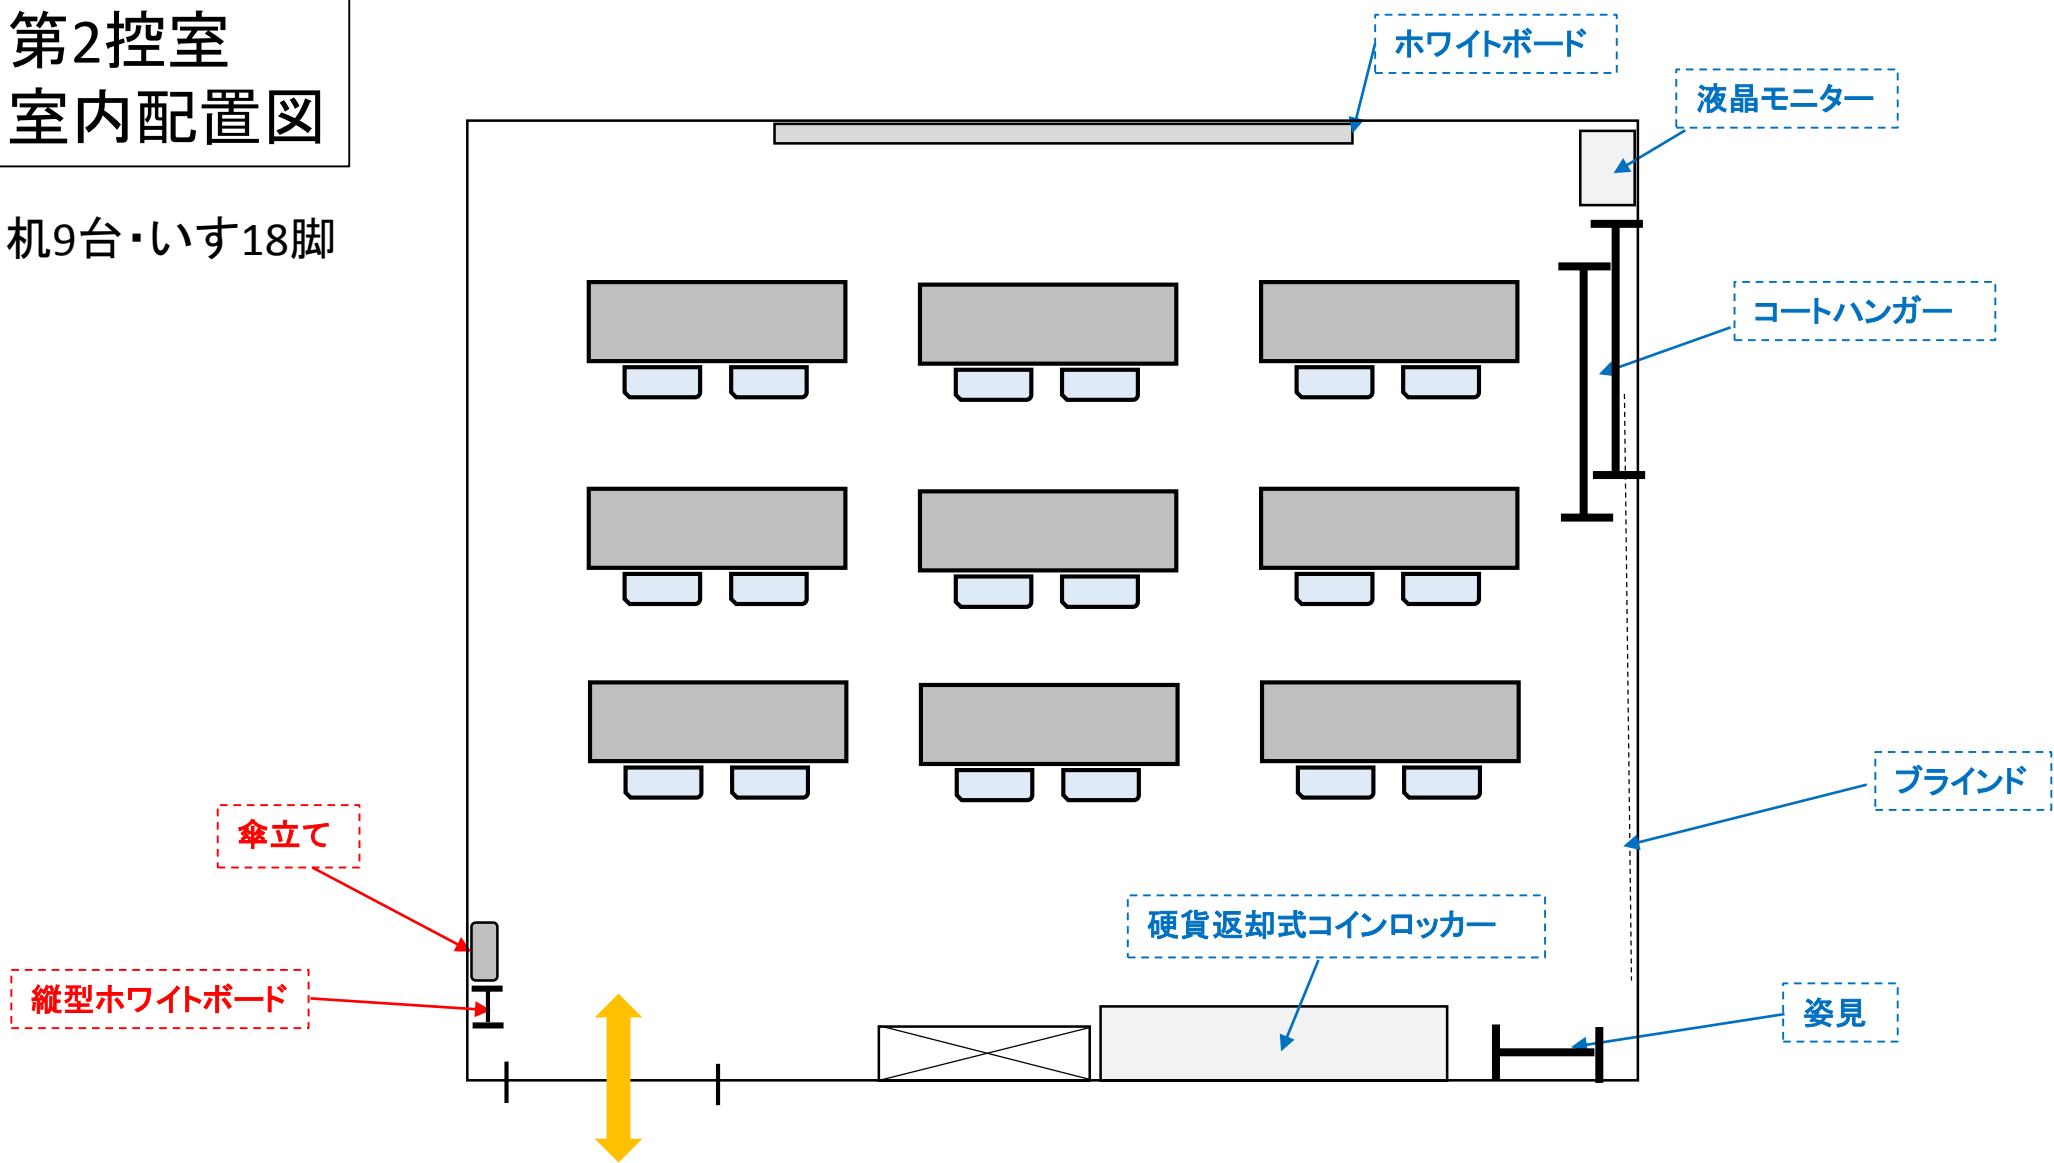 第2控室
室内配置図
机9台・いす18脚
ホワイトボード
液晶モニター
コートハンガー
ブラインド
傘立て
硬貨返却式コインロッカー
縦型ホワイトボード
姿見